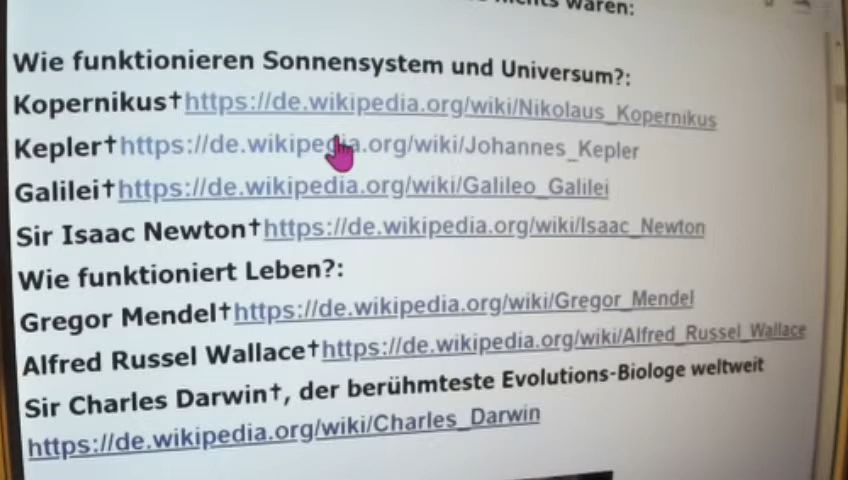 nichts waren:
Wie funktionieren Sonnensystem und Universum?:
Kopernikus†https://de.wikipedia.org/wiki/Nikolaus_Kopernikus
Kepler†https://de.wikipedia.org/wiki/Johannes_Kepler
Galilei†https://de.wikipedia.org/wiki/Galileo_Galilei
Sir Isaac Newton†https://de.wikipedia.org/wiki/Isaac_Newton
Wie funktioniert Leben?:
Gregor Mendel†https://de.wikipedia.org/wiki/Gregor_Mendel
Alfred Russel Wallace†https://de.wikipedia.org/wiki/Alfred_Russel_Wallace
Sir Charles Darwin†, der berühmteste Evolutions-Biologe weltweit
https://de.wikipedia.org/wiki/Charles_Darwin